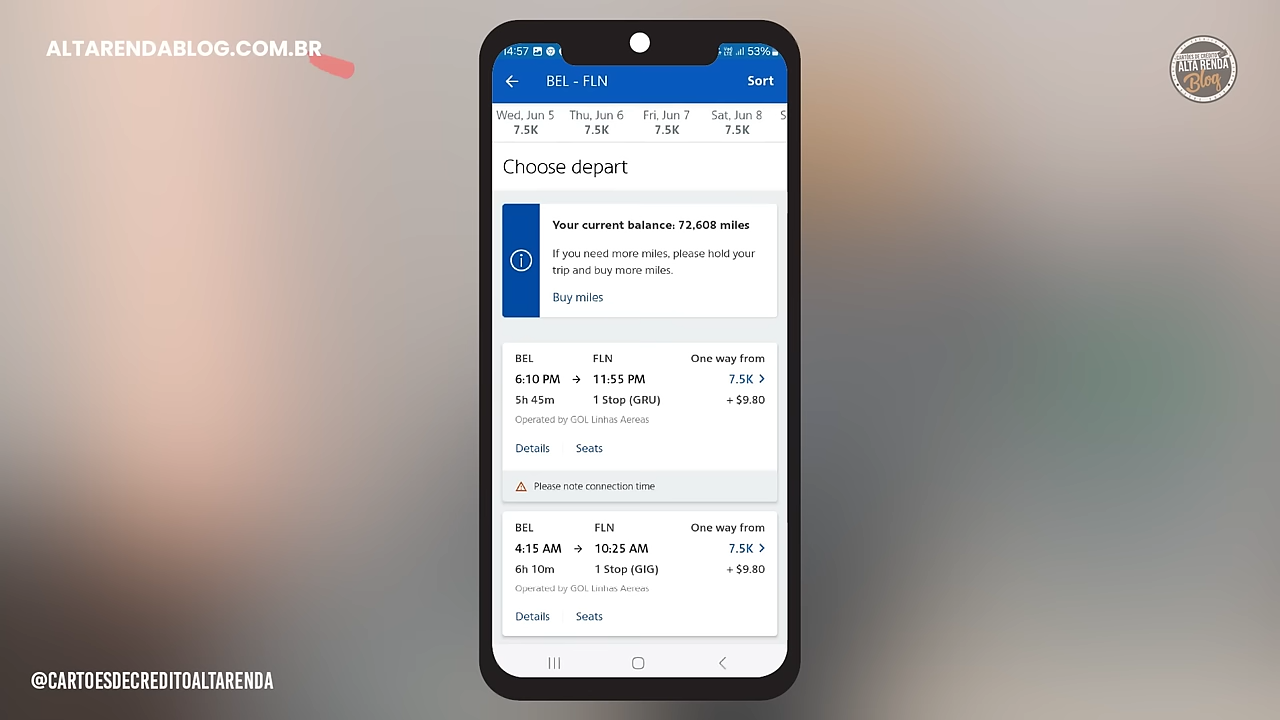 ALTARENDABLOG.COM.BR
CARTÕES DE CRÉDITO
ALTA RENDA
Blog
14:57
53%
BEL - FLN
Sort
Wed, Jun 5
Thu, Jun 6
Fri, Jun 7
Sat, Jun 8
S
7.5K
7.5K
7.5K
7.5K
Choose depart
Your current balance: 72,608 miles
If you need more miles, please hold your
trip and buy more miles.
Buy miles
BEL
FLN
One way from
6:10 PM → 11:55 PM
7.5K >
5h 45m
1 Stop (GRU)
+ $9.80
Operated by GOL Linhas Aereas
Details
Seats
Please note connection time
BEL
FLN
One way from
4:15 AM → 10:25 AM
7.5K >
6h 10m
1 Stop (GIG)
+ $9.80
Operated by GOL Linhas Aereas
Details
Seats
@CARTOESDECREDITOALTARENDA